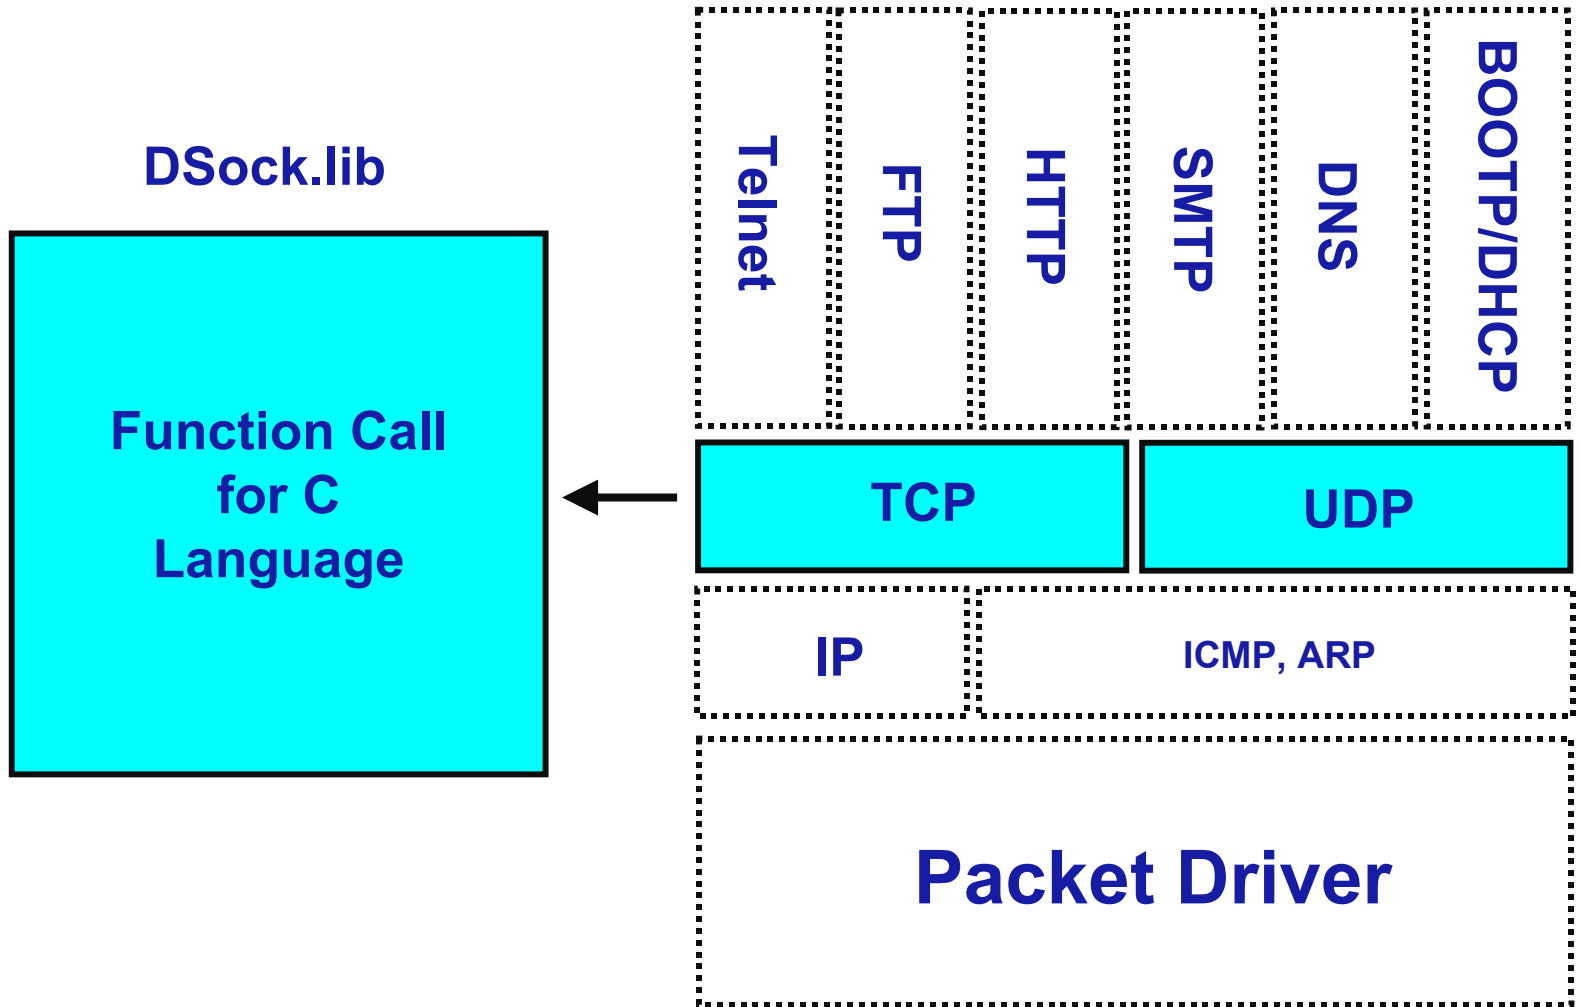 DSock.lib
Function Call
for C
Language
Telnet
FTP
HTTP
SMTP
DNS
BOOTP/DHCP
TCP
UDP
IP
ICMP, ARP
Packet Driver